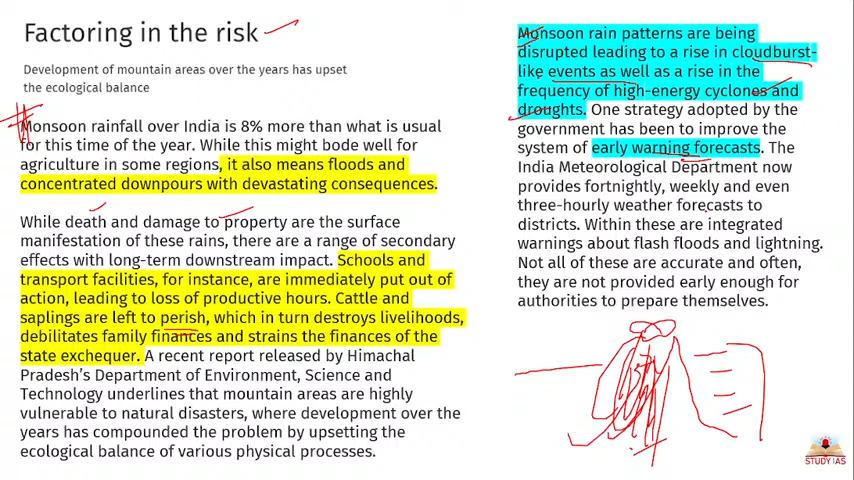 Factoring in the risk
Development of mountain areas over the years has upset
the ecological balance
Monsoon rainfall over India is 8% more than what is usual
for this time of the year. While this might bode well for
agriculture in some regions, it also means floods and
concentrated downpours with devastating consequences.
While death and damage to property are the surface
manifestation of these rains, there are a range of secondary
effects with long-term downstream impact. Schools and
transport facilities, for instance, are immediately put out of
action, leading to loss of productive hours. Cattle and
saplings are left to perish, which in turn destroys livelihoods,
debilitates family finances and strains the finances of the
state exchequer. A recent report released by Himachal
Pradesh's Department of Environment, Science and
Technology underlines that mountain areas are highly
vulnerable to natural disasters, where development over the
years has compounded the problem by upsetting the
ecological balance of various physical processes.
Monsoon rain patterns are being
disrupted leading to a rise in cloudburst-
like events as well as a rise in the
frequency of high-energy cyclones and
droughts. One strategy adopted by the
government has been to improve the
system of early warning forecasts. The
India Meteorological Department now
provides fortnightly, weekly and even
three-hourly weather forecasts to
districts. Within these are integrated
warnings about flash floods and lightning.
Not all of these are accurate and often,
they are not provided early enough for
authorities to prepare themselves.
STUDY IAS